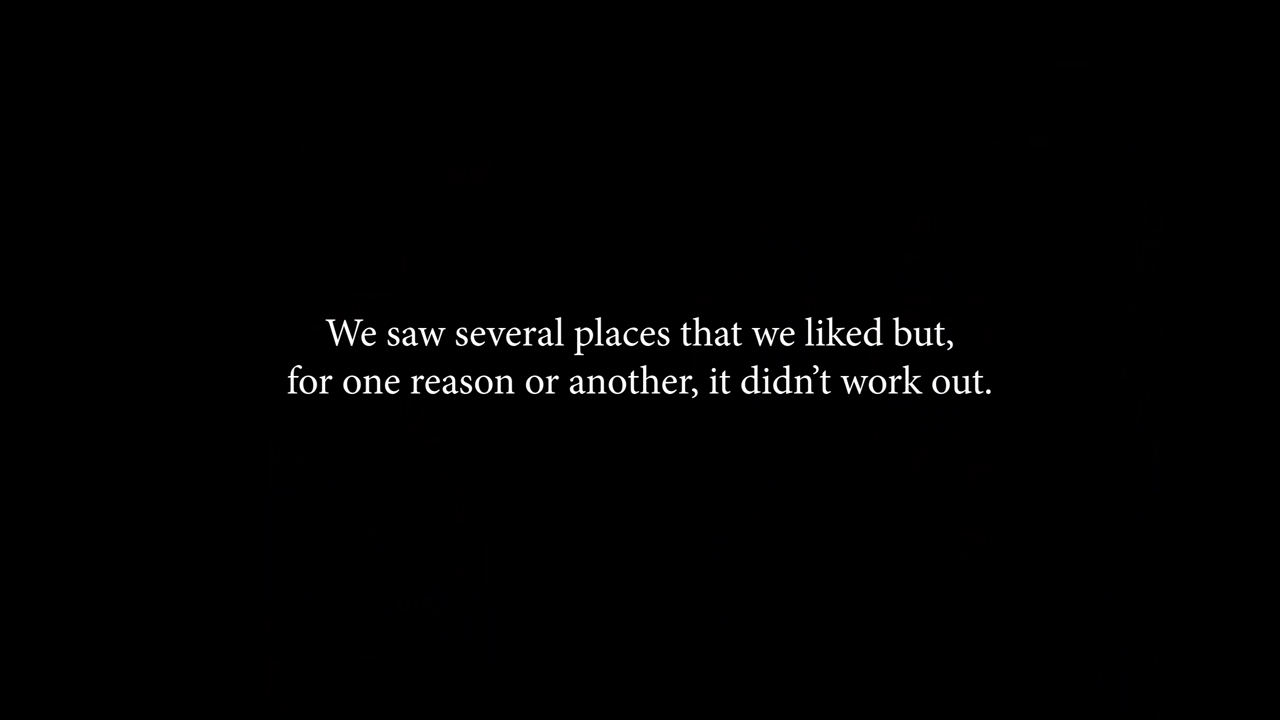 We saw several places that we liked but,
for one reason or another, it didn’t work out.